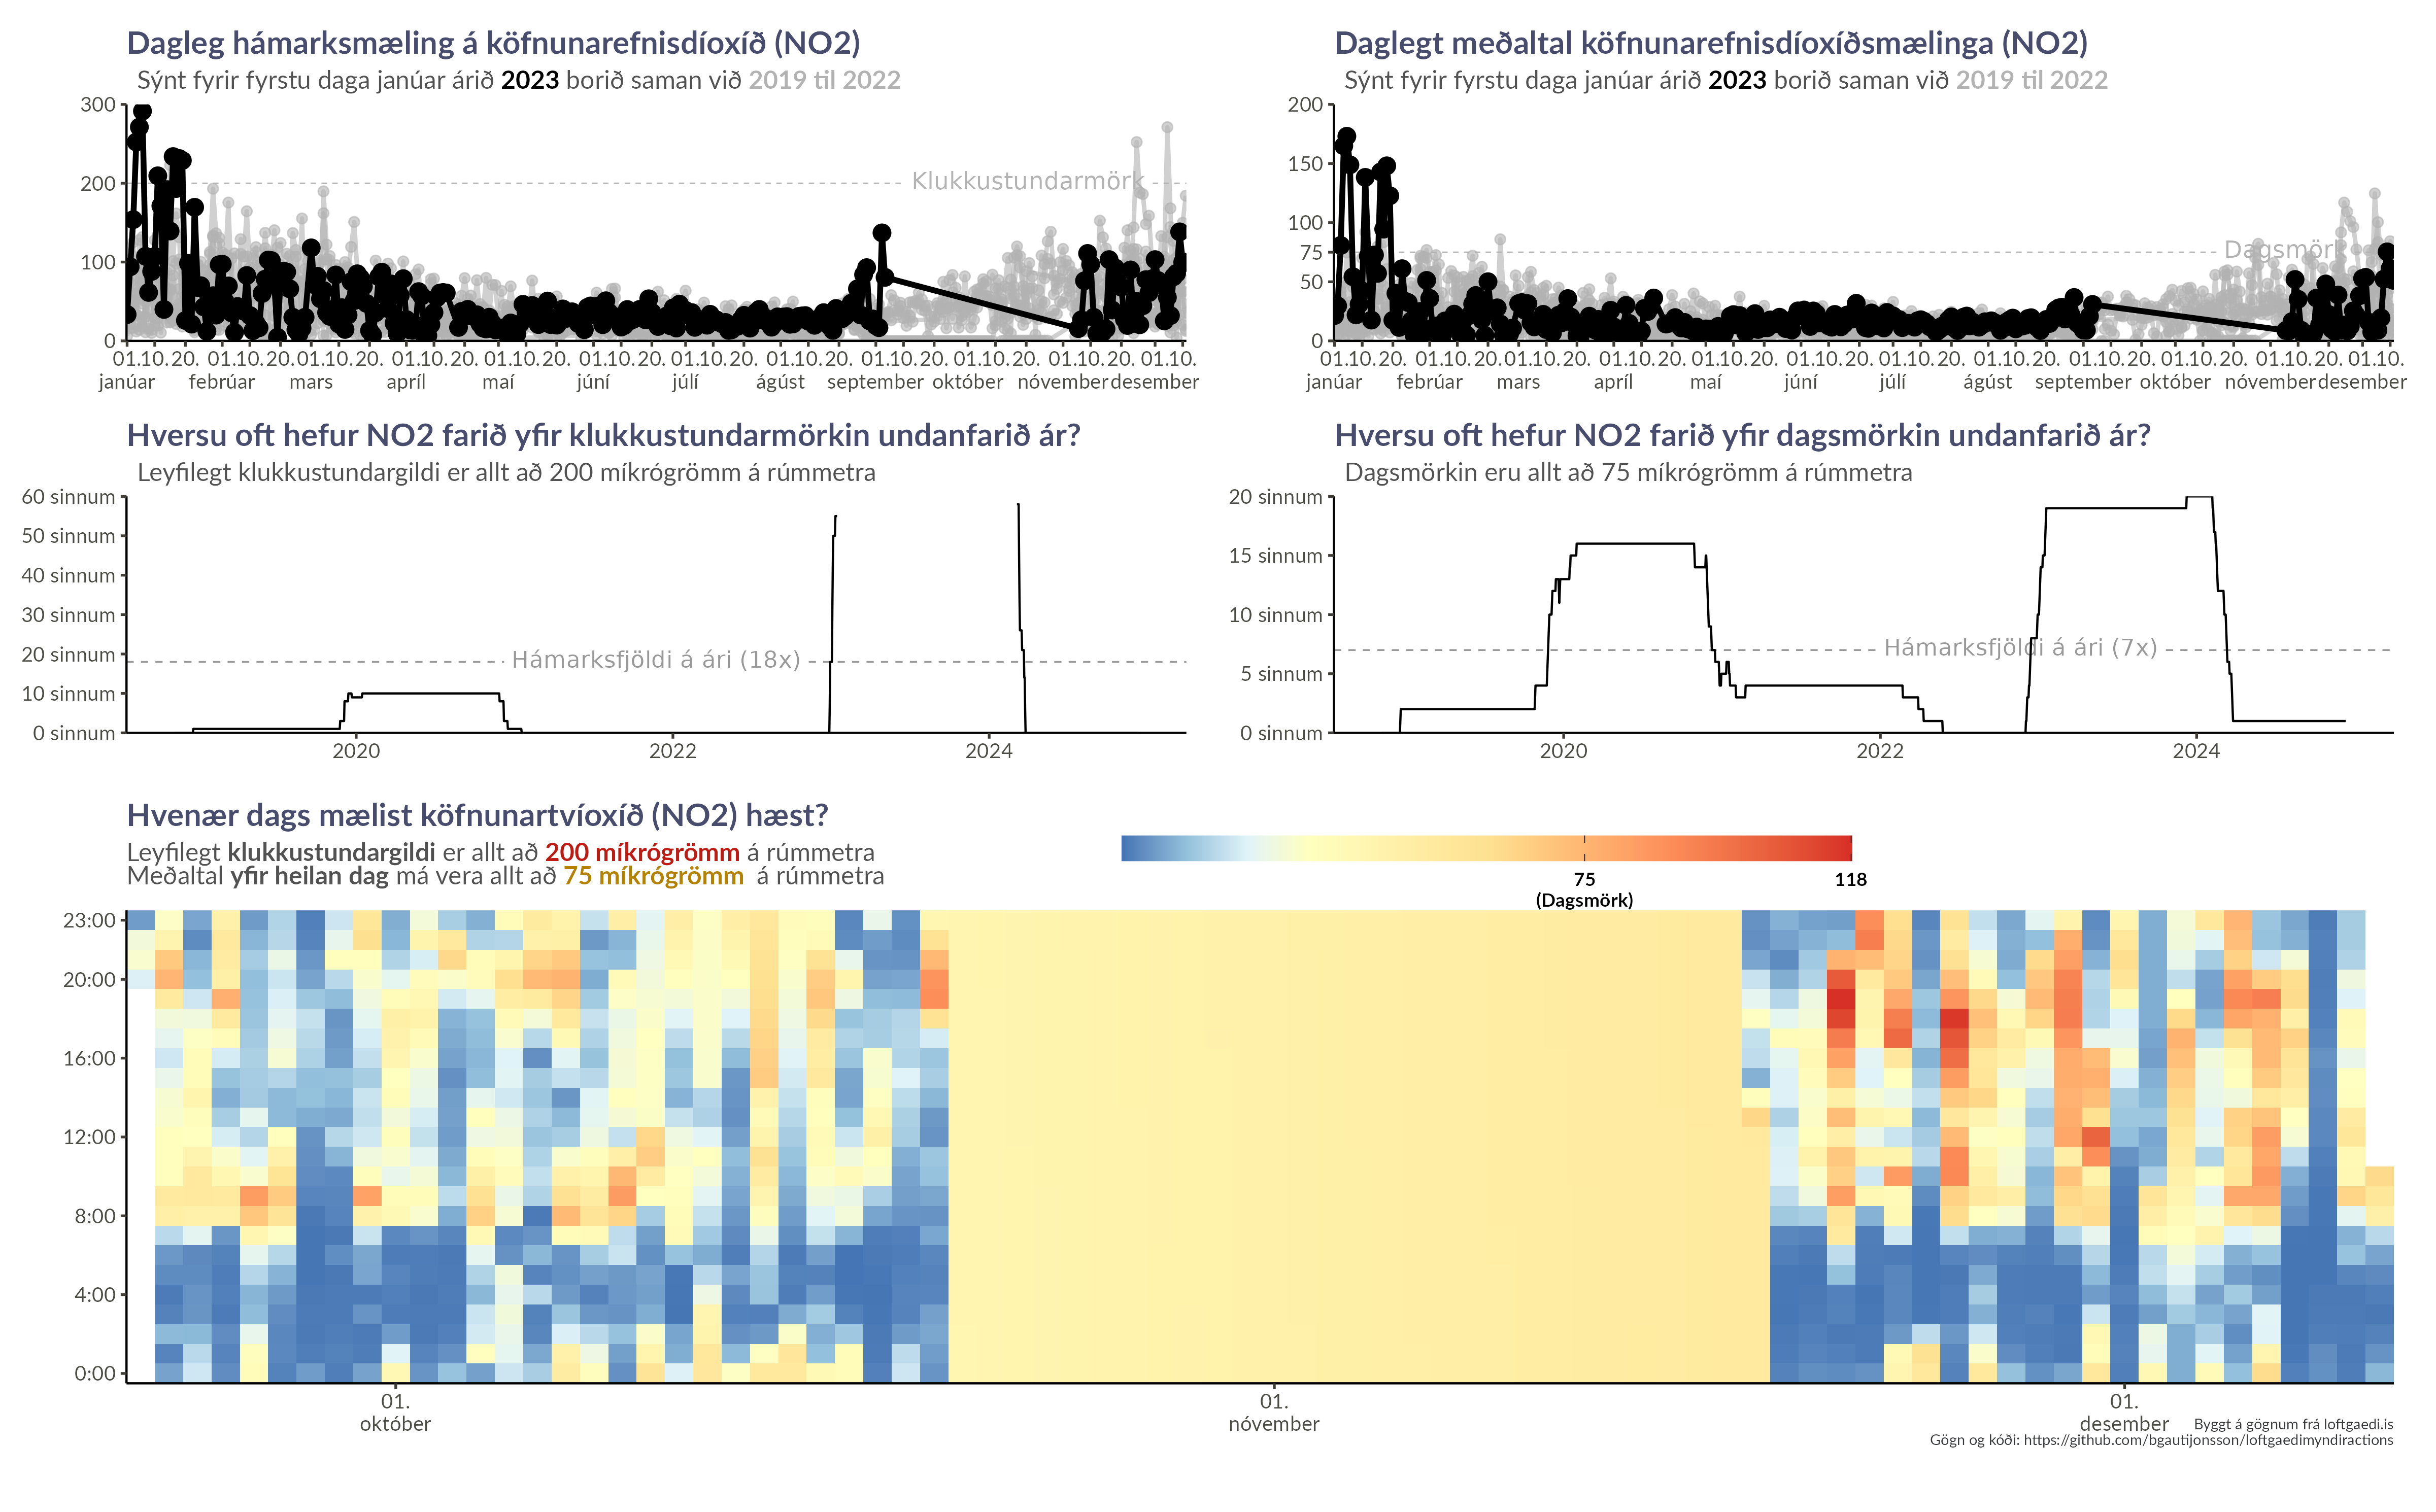 Dagleg hámarksmæling á köfnunarefnisdíoxíð (NO2)
Sýnt fyrir fyrstu daga janúar árið 2023 borið saman við 2019 til 2022
300
200
100
0
Klukkustundarmörk
01.10.20. 01.10.20. 01.10.20. 01.10.20. 01.10.20. 01.10.20. 01.10.20. 01.10.20. 01.10.20. 01.10.20. 01.10.20. 01.10.
janúar febrúar mars apríl maí júní júlí ágúst september október nóvember desember
Daglegt meðaltal köfnunarefnisdíoxíðsmælinga (NO2)
Sýnt fyrir fyrstu daga janúar árið 2023 borið saman við 2019 til 2022
200
150
100
75
50
0
Dagsmörk
01.10.20. 01.10.20. 01.10.20. 01.10.20. 01.10.20. 01.10.20. 01.10.20. 01.10.20. 01.10.20. 01.10.20. 01.10.20. 01.10.
janúar febrúar mars apríl maí júní júlí ágúst september október nóvember desember
Hversu oft hefur NO2 farið yfir klukkustundarmörkin undanfarið ár?
Leyfilegt klukkustundargildi er allt að 200 míkrógrömm á rúmmetra
60 sinnum
50 sinnum
40 sinnum
30 sinnum
20 sinnum
10 sinnum
0 sinnum
Hámarksfjöldi á ári (18x)
2020 2022 2024
Hversu oft hefur NO2 farið yfir dagsmörkin undanfarið ár?
Dagsmörkin eru allt að 75 míkrógrömm á rúmmetra
20 sinnum
15 sinnum
10 sinnum
5 sinnum
0 sinnum
Hámarksfjöldi á ári (7x)
2020 2022 2024
Hvenær dags mælist köfnunartvíoxíð (NO2) hæst?
Leyfilegt klukkustundargildi er allt að 200 míkrógrömm á rúmmetra
Meðaltal yfir heilan dag má vera allt að 75 míkrógrömm á rúmmetra
75 118
(Dagsmörk)
23:00
20:00
16:00
12:00
8:00
4:00
0:00
01. 01. 01.
október nóvember desember
Byggt á gögnum frá loftgaedi.is
Gögn og kóði: https://github.com/bgautijonsson/loftgaedimyndiractions